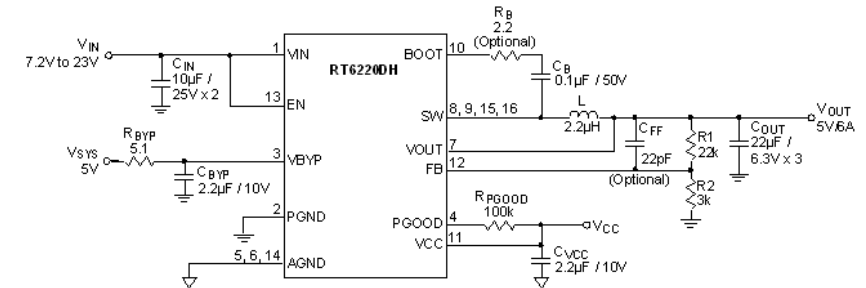 VIN
7.2V to 23V
CIN
10µF /
25V x 2
1
VIN
13
EN
VSYS
5V
RBYP
5.1
3
VBYP
CBYP
2.2µF / 10V
2
PGND
5, 6, 14
AGND
RT6220DH
BOOT
10
RB
2.2
(Optional)
CB
0.1µF / 50V
SW
8, 9, 15, 16
L
2.2µH
VOUT
7
FB
12
CFF
22pF
(Optional)
R1
22k
R2
3k
COUT
22µF /
6.3V x 3
VOUT
5V/6A
PGOOD
4
RPGOOD
100k
VCC
VCC
11
CVCC
2.2µF / 10V